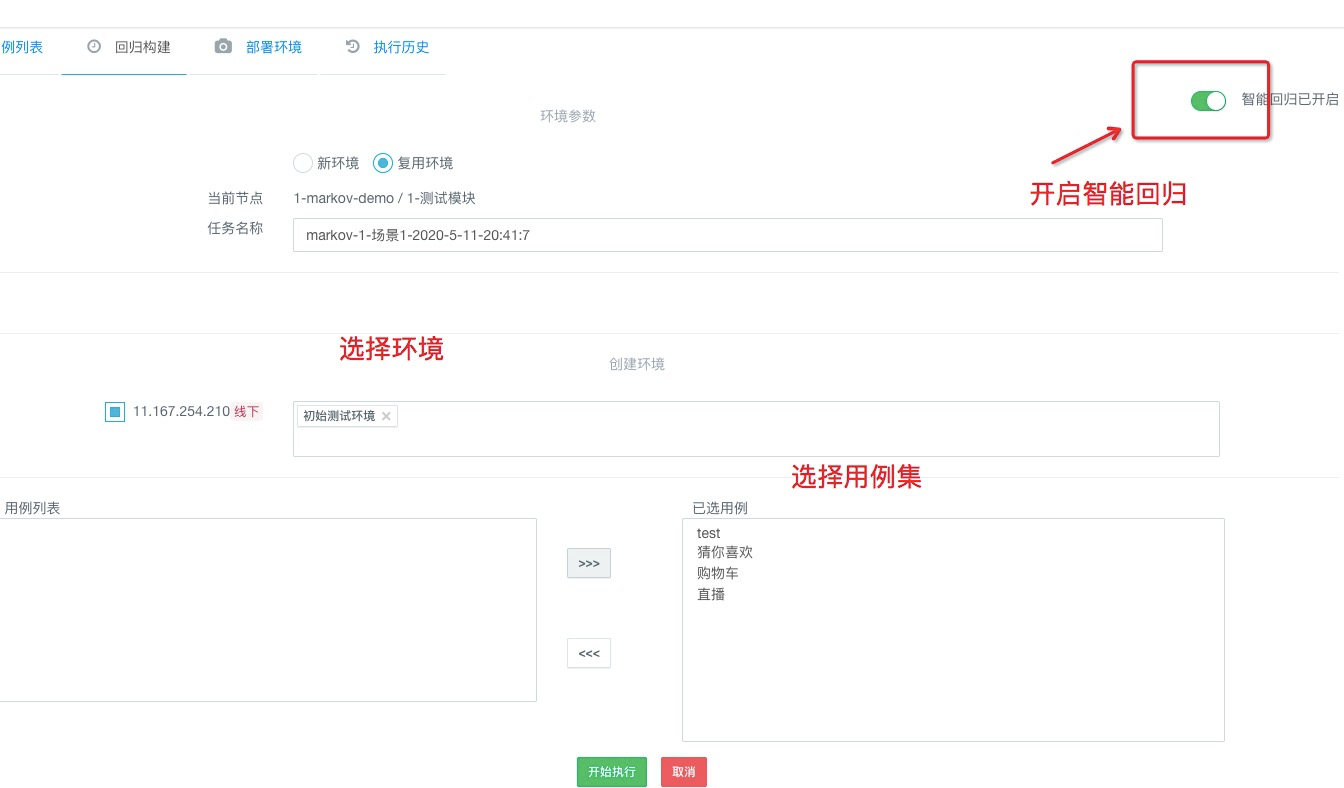 例列表 回归构建 部署环境 执行历史
智能回归已开启
环境参数
新环境 复用环境
开启智能回归
当前节点 1-markov-demo / 1-测试模块
任务名称 markov-1-场景1-2020-5-11-20:41:7
选择环境
创建环境
11.167.254.210 线下 初始测试环境 ×
选择用例集
用例列表 已选用例
test
猜你喜欢
>>>
购物车
直播
<<<
开始执行 取消